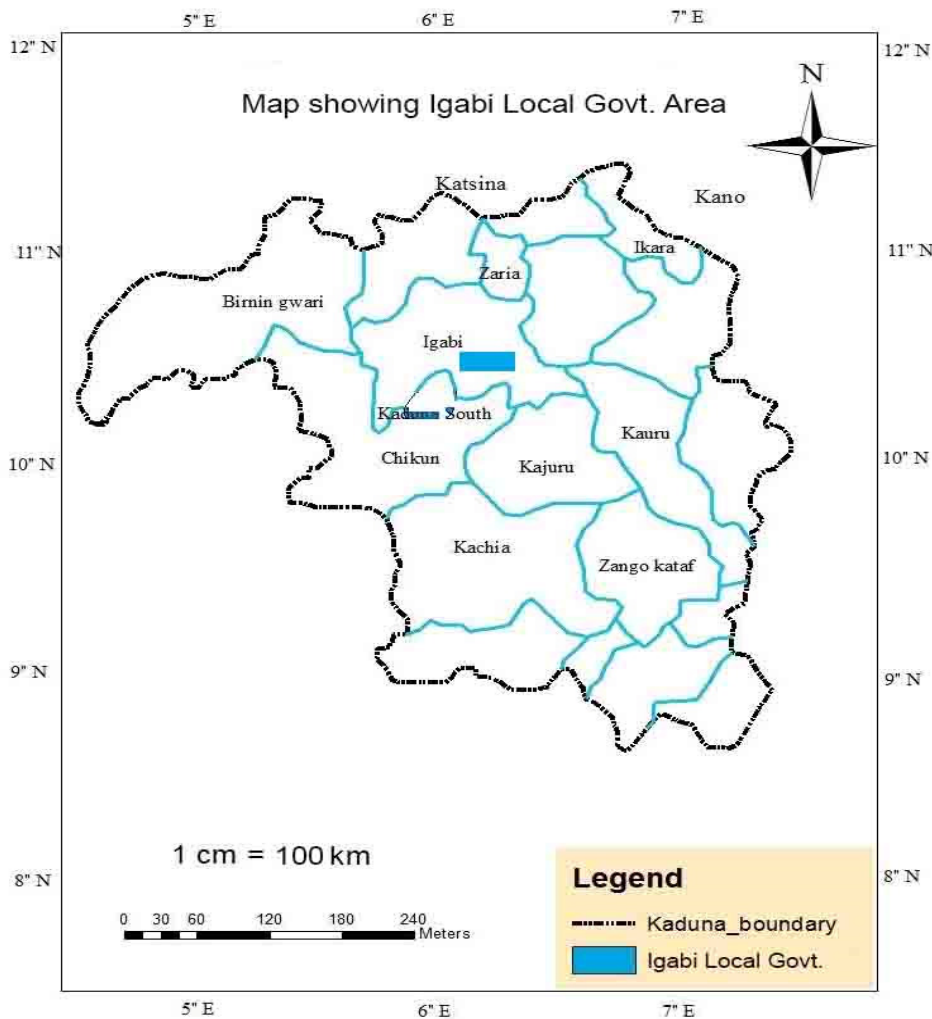 5" E 6" E 7" E
12" N 12" N
N
Map showing Igabi Local Govt. Area
Katsina
Kano
11" N Ikara 11" N
Zaria
Birnin gwari
Igabi
Kaduna South
Kauru
10" N Chikun Kajuru 10" N
Kachia
Zango kataf
9" N 9" N
1 cm = 100 km
8" N 8" N
Legend
0 30 60 120 180 240
Meters
Kaduna_boundary
Igabi Local Govt.
5" E 6" E 7" E